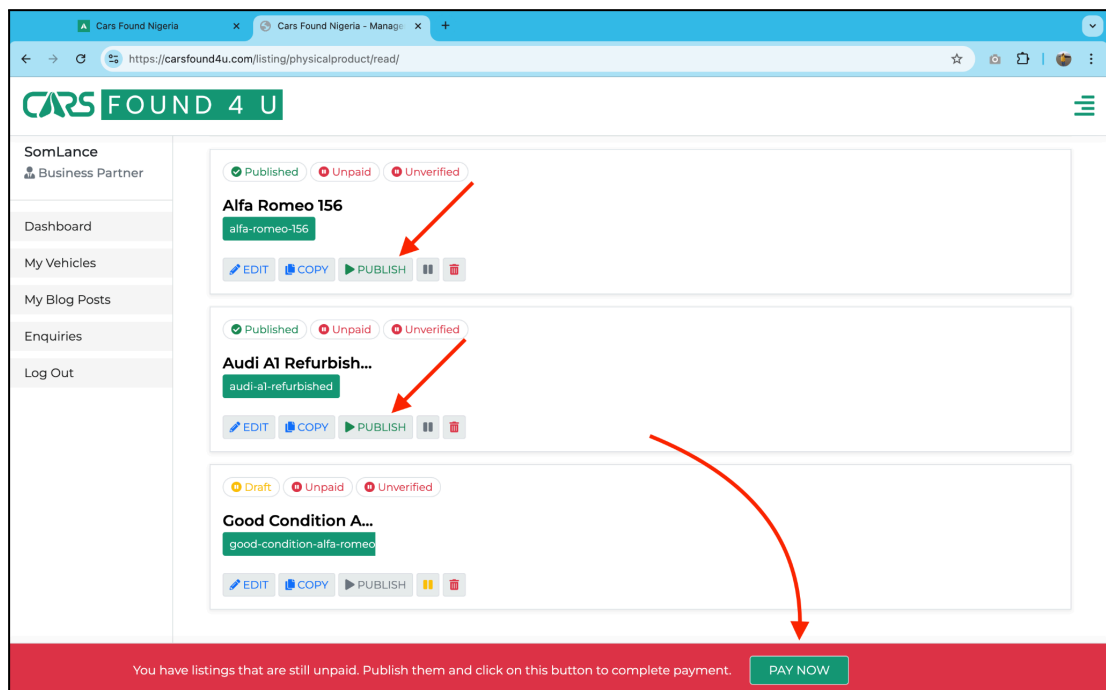 Cars Found Nigeria
Cars Found Nigeria - Manage
https://carsfound4u.com/listing/physicalproduct/read/
CARS FOUND 4 U
SomLance
Business Partner
Dashboard
My Vehicles
My Blog Posts
Enquiries
Log Out
Published Unpaid Unverified
Alfa Romeo 156
alfa-romeo-156
EDIT COPY PUBLISH
Published Unpaid Unverified
Audi A1 Refurbish...
audi-a1-refurbished
EDIT COPY PUBLISH
Draft Unpaid Unverified
Good Condition A...
good-condition-alfa-romeo
EDIT COPY PUBLISH
You have listings that are still unpaid. Publish them and click on this button to complete payment. PAY NOW